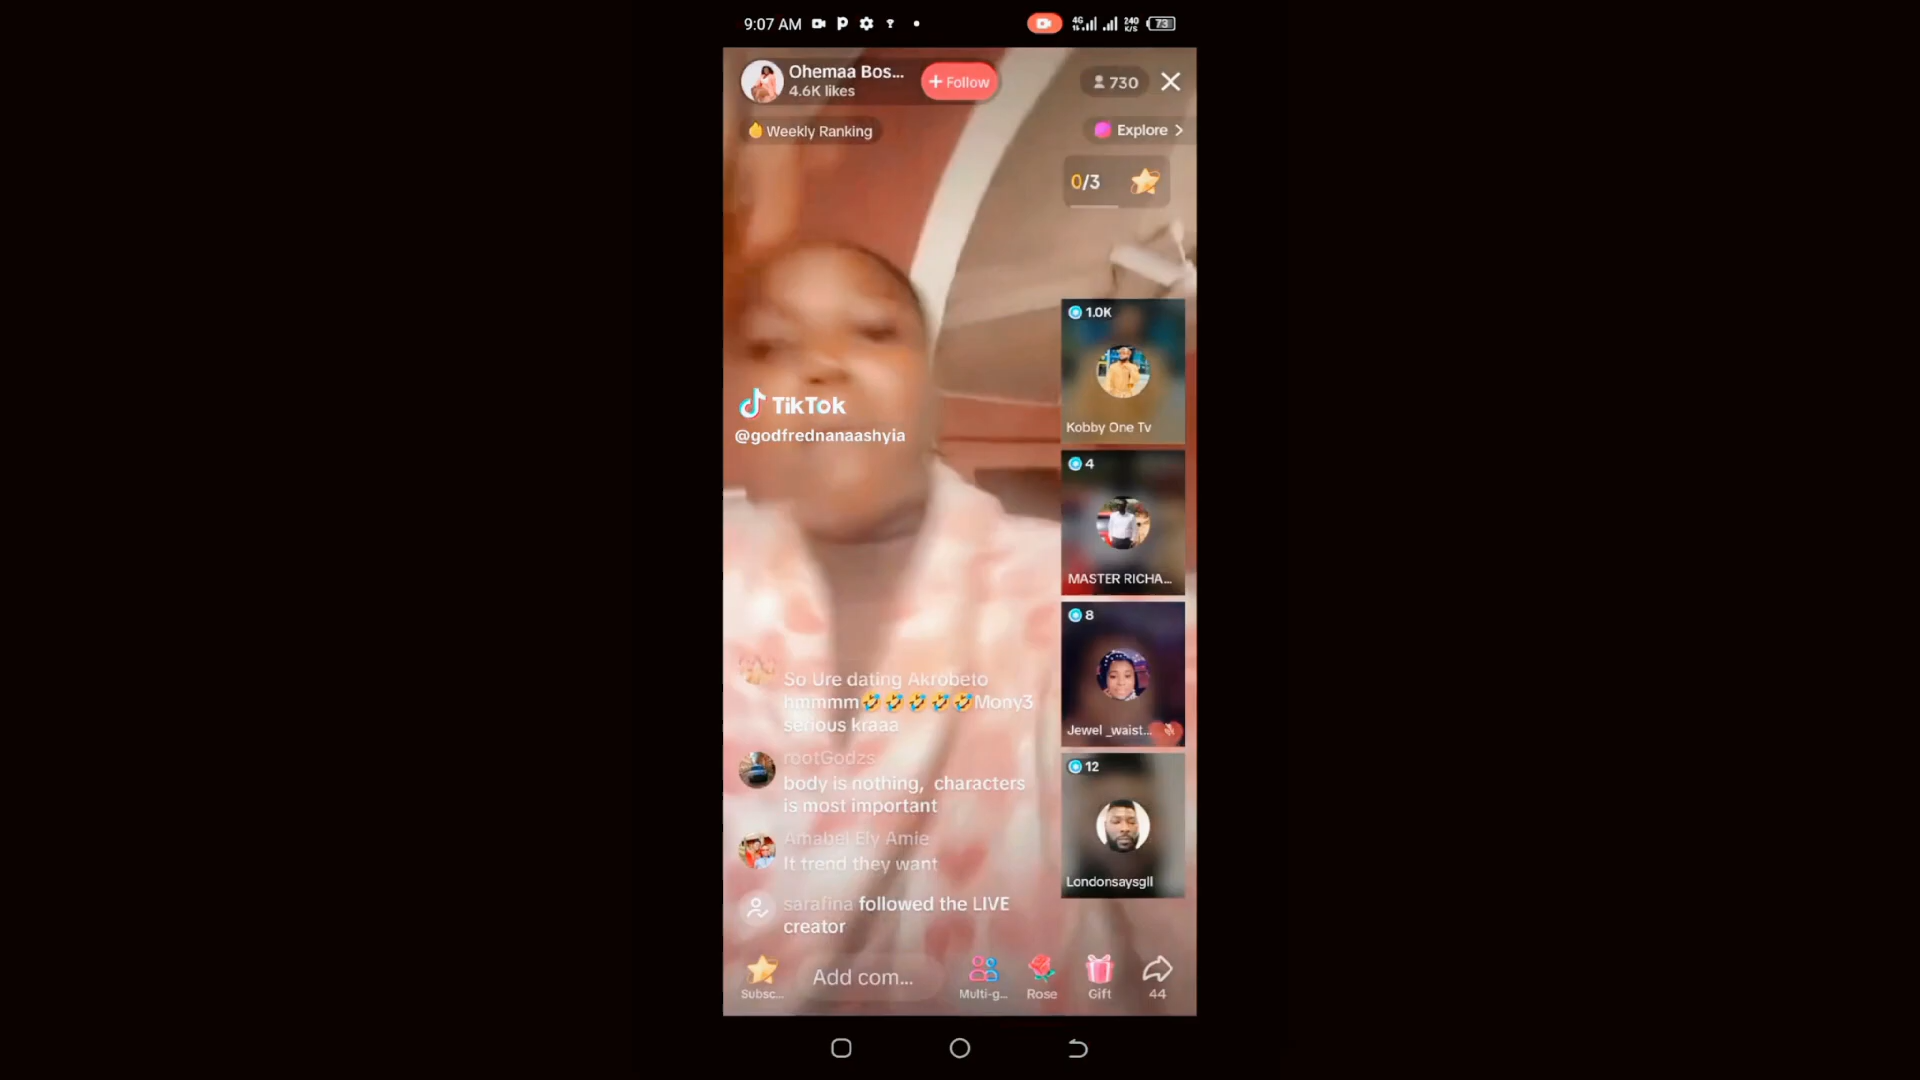 9:07 AM
4G
240
K/S
73
Ohemaa Bos...
4.6K likes
+ Follow
730
Weekly Ranking
Explore >
0/3
1.0K
Kobby One Tv
TikTok
@godfrednanaashyia
4
MASTER RICHA...
8
Jewel _waist...
So Ure dating Akrobeto
hmmmm🤣🤣🤣🤣🤣Mony3
serious kraaa
rootGodzs
body is nothing, characters
is most important
Amabel Ely Amie
It trend they want
sarafina followed the LIVE
creator
12
Londonsaysgll
Subsc...
Add com...
Multi-g...
Rose
Gift
44